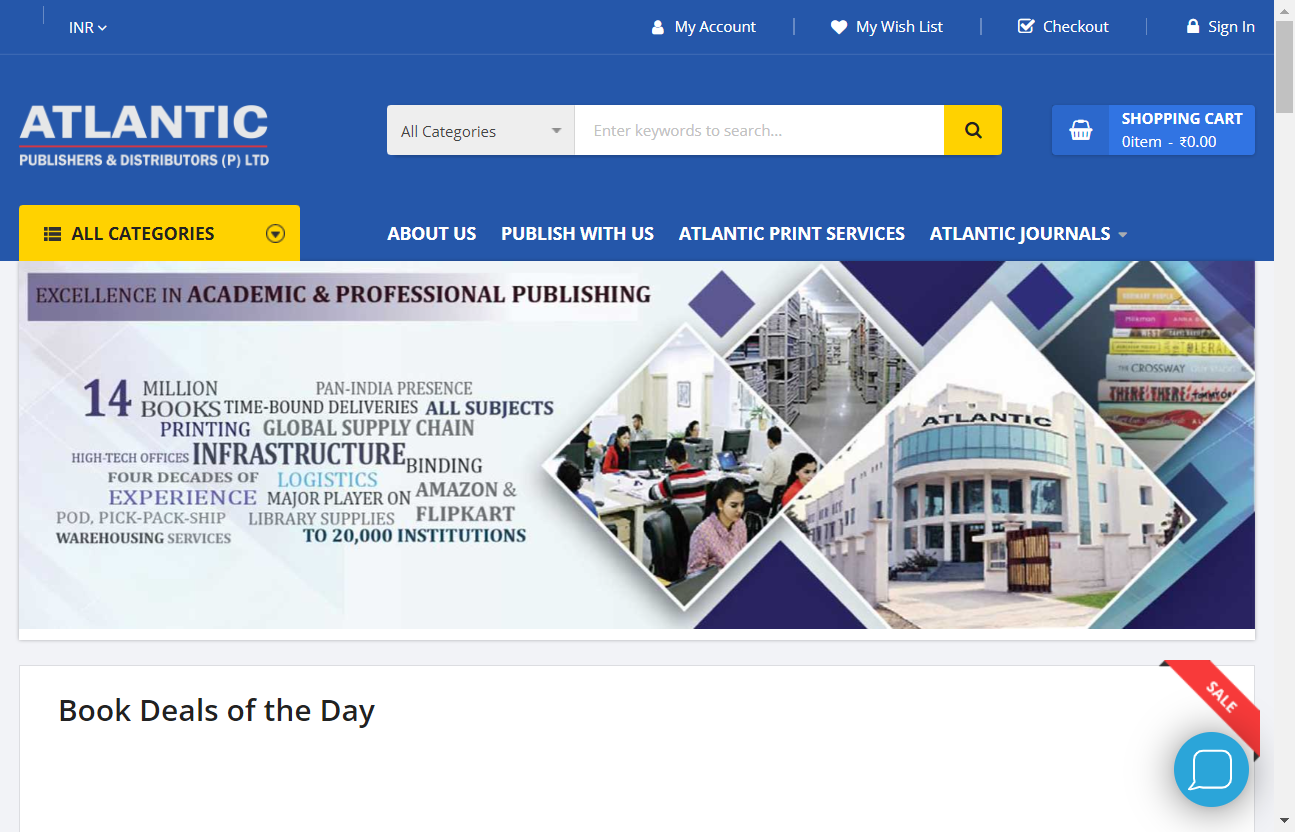 INR
My Account
My Wish List
Checkout
Sign In
ATLANTIC
PUBLISHERS & DISTRIBUTORS (P) LTD
All Categories
Enter keywords to search...
SHOPPING CART
0item - ₹0.00
ALL CATEGORIES
ABOUT US
PUBLISH WITH US
ATLANTIC PRINT SERVICES
ATLANTIC JOURNALS
EXCELLENCE IN ACADEMIC & PROFESSIONAL PUBLISHING
14 MILLION BOOKS
PAN-INDIA PRESENCE
TIME-BOUND DELIVERIES
ALL SUBJECTS
PRINTING
GLOBAL SUPPLY CHAIN
HIGH-TECH OFFICES
INFRASTRUCTURE
BINDING
FOUR DECADES OF
EXPERIENCE
LOGISTICS
MAJOR PLAYER ON AMAZON &
FLIPKART
POD, PICK-PACK-SHIP
WAREHOUSING SERVICES
LIBRARY SUPPLIES
TO 20,000 INSTITUTIONS
ATLANTIC
Milkman
THE CROSSWAY
THERE THERE
Book Deals of the Day
SALE